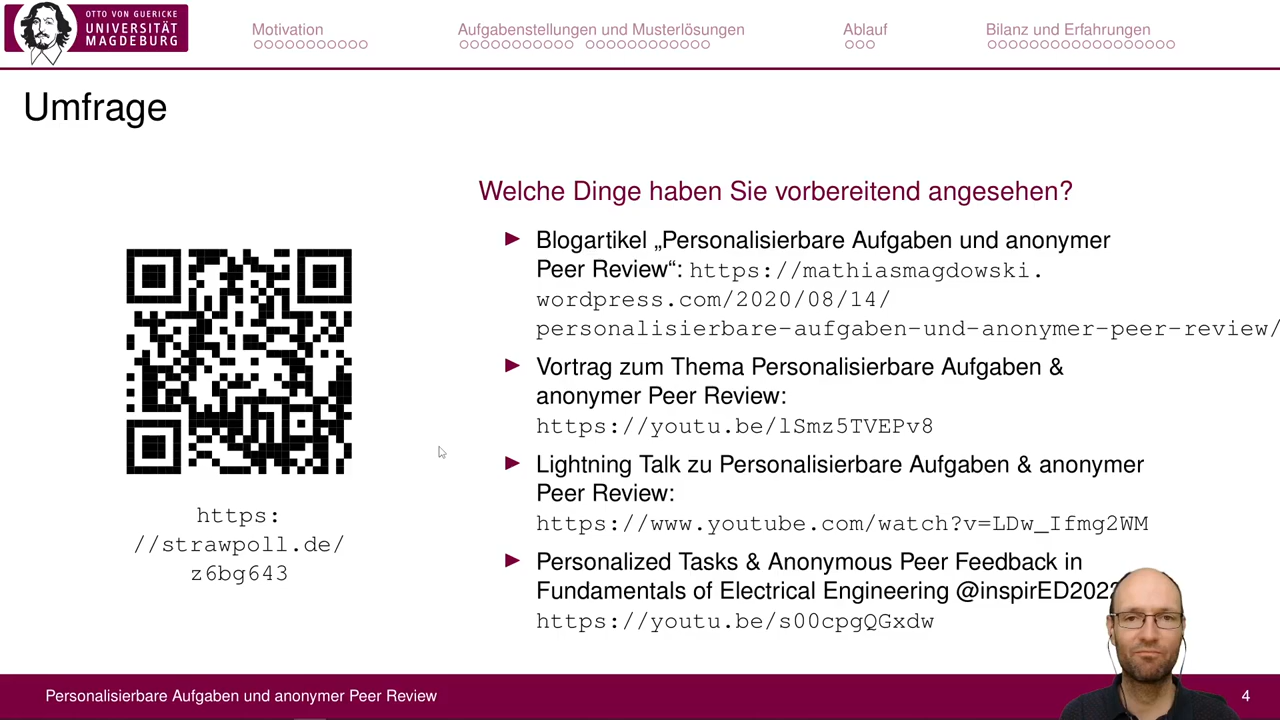 OTTO VON GUERICKE
UNIVERSITÄT
MAGDEBURG
Motivation
Aufgabenstellungen und Musterlösungen
Ablauf
Bilanz und Erfahrungen
Umfrage
Welche Dinge haben Sie vorbereitend angesehen?
Blogartikel „Personalisierbare Aufgaben und anonymer
Peer Review“: https://mathiasmagdowski.
wordpress.com/2020/08/14/
personalisierbare-aufgaben-und-anonymer-peer-review/
Vortrag zum Thema Personalisierbare Aufgaben &
anonymer Peer Review:
https://youtu.be/lSmz5TVEPv8
Lightning Talk zu Personalisierbare Aufgaben & anonymer
Peer Review:
https://www.youtube.com/watch?v=LDw_Ifmg2WM
Personalized Tasks & Anonymous Peer Feedback in
Fundamentals of Electrical Engineering @inspirED2022
https://youtu.be/s00cpgQGxdw
https:
//strawpoll.de/
z6bg643
Personalisierbare Aufgaben und anonymer Peer Review
4